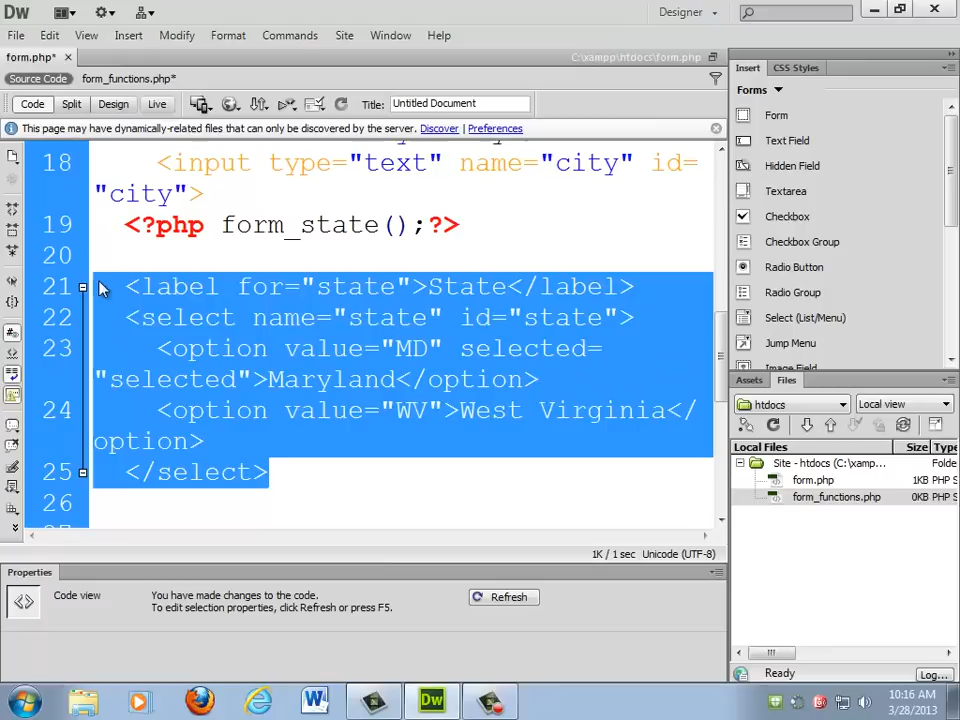 Dw
Designer
File Edit View Insert Modify Format Commands Site Window Help
form.php* C:\xampp\htdocs\form.php
Source Code form_functions.php*
Code Split Design Live Title: Untitled Document
This page may have dynamically-related files that can only be discovered by the server. Discover | Preferences
18 <input type="text" name="city" id=
"city">
19 <?php form_state();?>
20
21 <label for="state">State</label>
22 <select name="state" id="state">
23 <option value="MD" selected=
"selected">Maryland</option>
24 <option value="WV">West Virginia</
option>
25 </select>
26
1K / 1 sec Unicode (UTF-8)
Properties
Code view You have made changes to the code.
To edit selection properties, click Refresh or press F5.
Refresh
Insert CSS Styles
Forms
Form
Text Field
Hidden Field
Textarea
Checkbox
Checkbox Group
Radio Button
Radio Group
Select (List/Menu)
Jump Menu
Image Field
Assets Files
htdocs Local view
Local Files Size Type
Site - htdocs (C:\xamp... Folde
form.php 1KB PHP S
form_functions.php 0KB PHP S
Ready Log...
W Dw
10:16 AM
3/28/2013